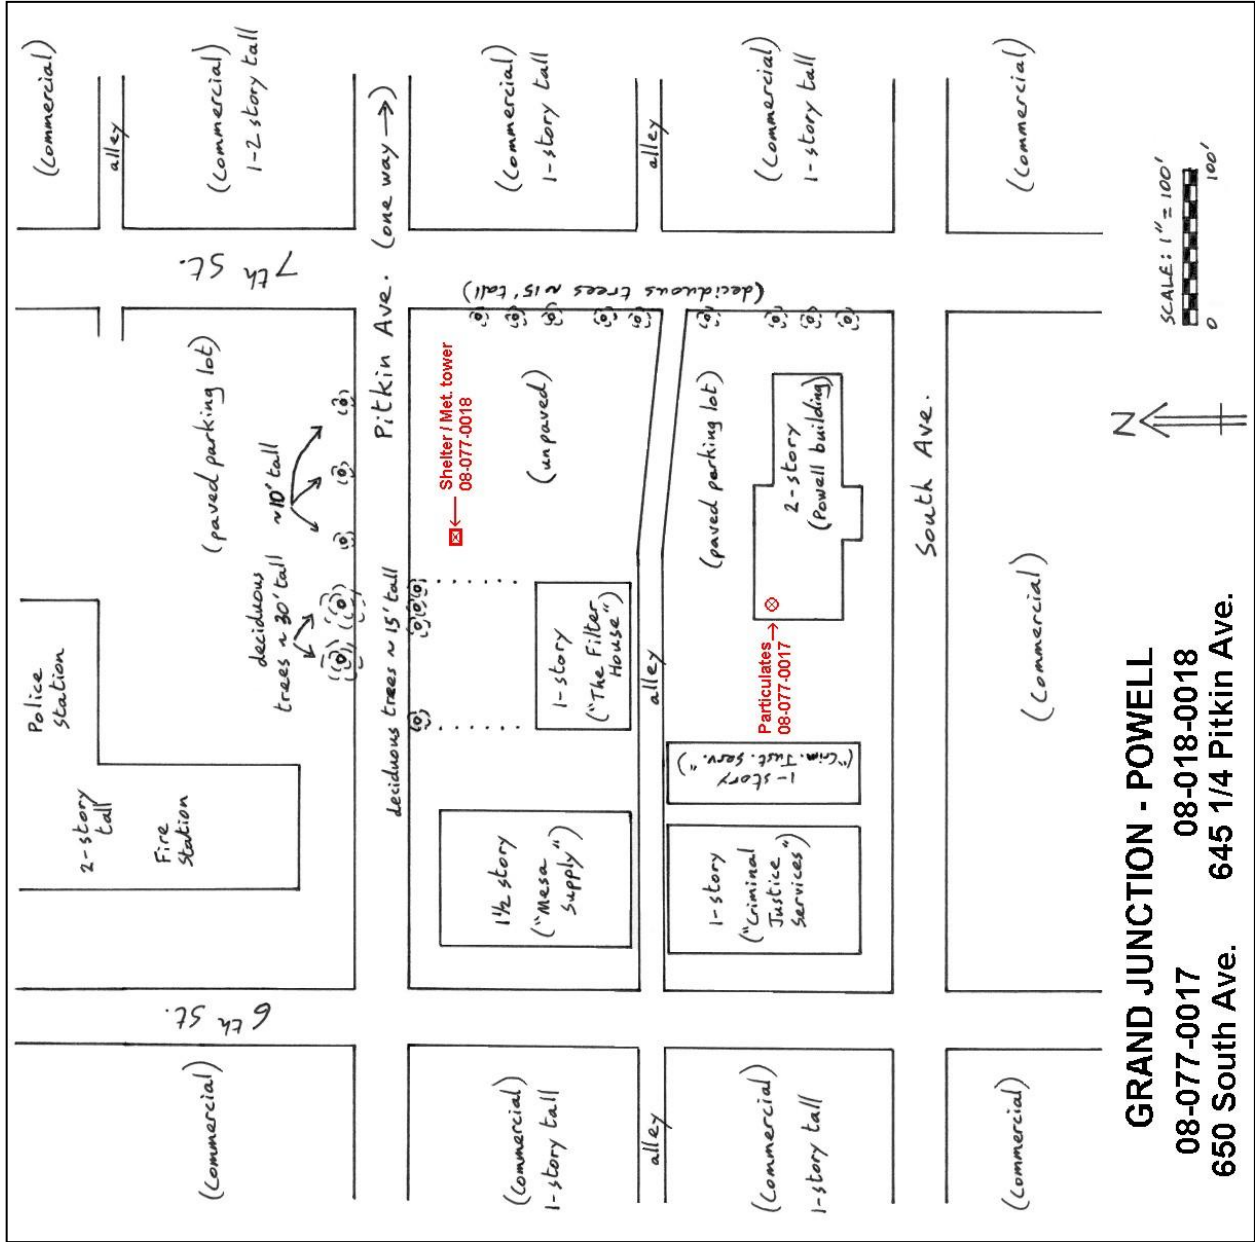 Police
Station
(Commercial)
alley
2-story
tall
Fire
Station
6th St.
7th St.
(Commercial)
(paved parking lot)
(Commercial)
1-2 story tall
deciduous
trees ~ 30' tall
~10' tall
deciduous trees ~ 15' tall
Pitkin Ave.
(one way →)
Shelter / Met. tower
08-077-0018
(Commercial)
1-story tall
1½ story
("Mesa
Supply")
1-story
("The Filter
House")
(unpaved)
(deciduous trees ~15' tall)
(Commercial)
1-story tall
alley
alley
alley
(Commercial)
1-story tall
1-story
("Criminal
Justice
Services")
1-story
("Crim. Just. Serv.")
Particulates
08-077-0017
(paved parking lot)
2-story
(Powell building)
(Commercial)
1-story tall
South Ave.
(Commercial)
(Commercial)
(Commercial)
GRAND JUNCTION - POWELL
08-077-0017 08-018-0018
650 South Ave. 645 1/4 Pitkin Ave.
N
SCALE: 1" = 100'
0 100'